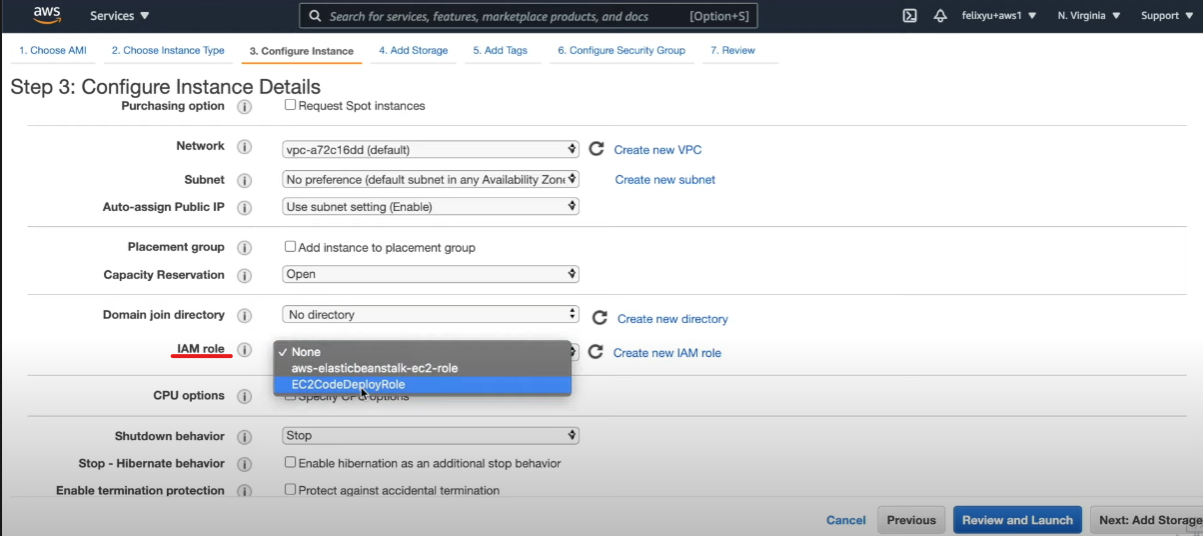 aws Services Search for services, features, marketplace products, and docs [Option+S] felixyu+aws1 N. Virginia Support
1. Choose AMI 2. Choose Instance Type 3. Configure Instance 4. Add Storage 5. Add Tags 6. Configure Security Group 7. Review
Step 3: Configure Instance Details
Purchasing option i Request Spot instances
Network i vpc-a72c16dd (default) Create new VPC
Subnet i No preference (default subnet in any Availability Zone Create new subnet
Auto-assign Public IP i Use subnet setting (Enable)
Placement group i Add instance to placement group
Capacity Reservation i Open
Domain join directory i No directory Create new directory
IAM role i ✓ None Create new IAM role
aws-elasticbeanstalk-ec2-role
EC2CodeDeployRole
CPU options i Specify CPU options
Shutdown behavior i Stop
Stop - Hibernate behavior i Enable hibernation as an additional stop behavior
Enable termination protection i Protect against accidental termination
Cancel Previous Review and Launch Next: Add Storage